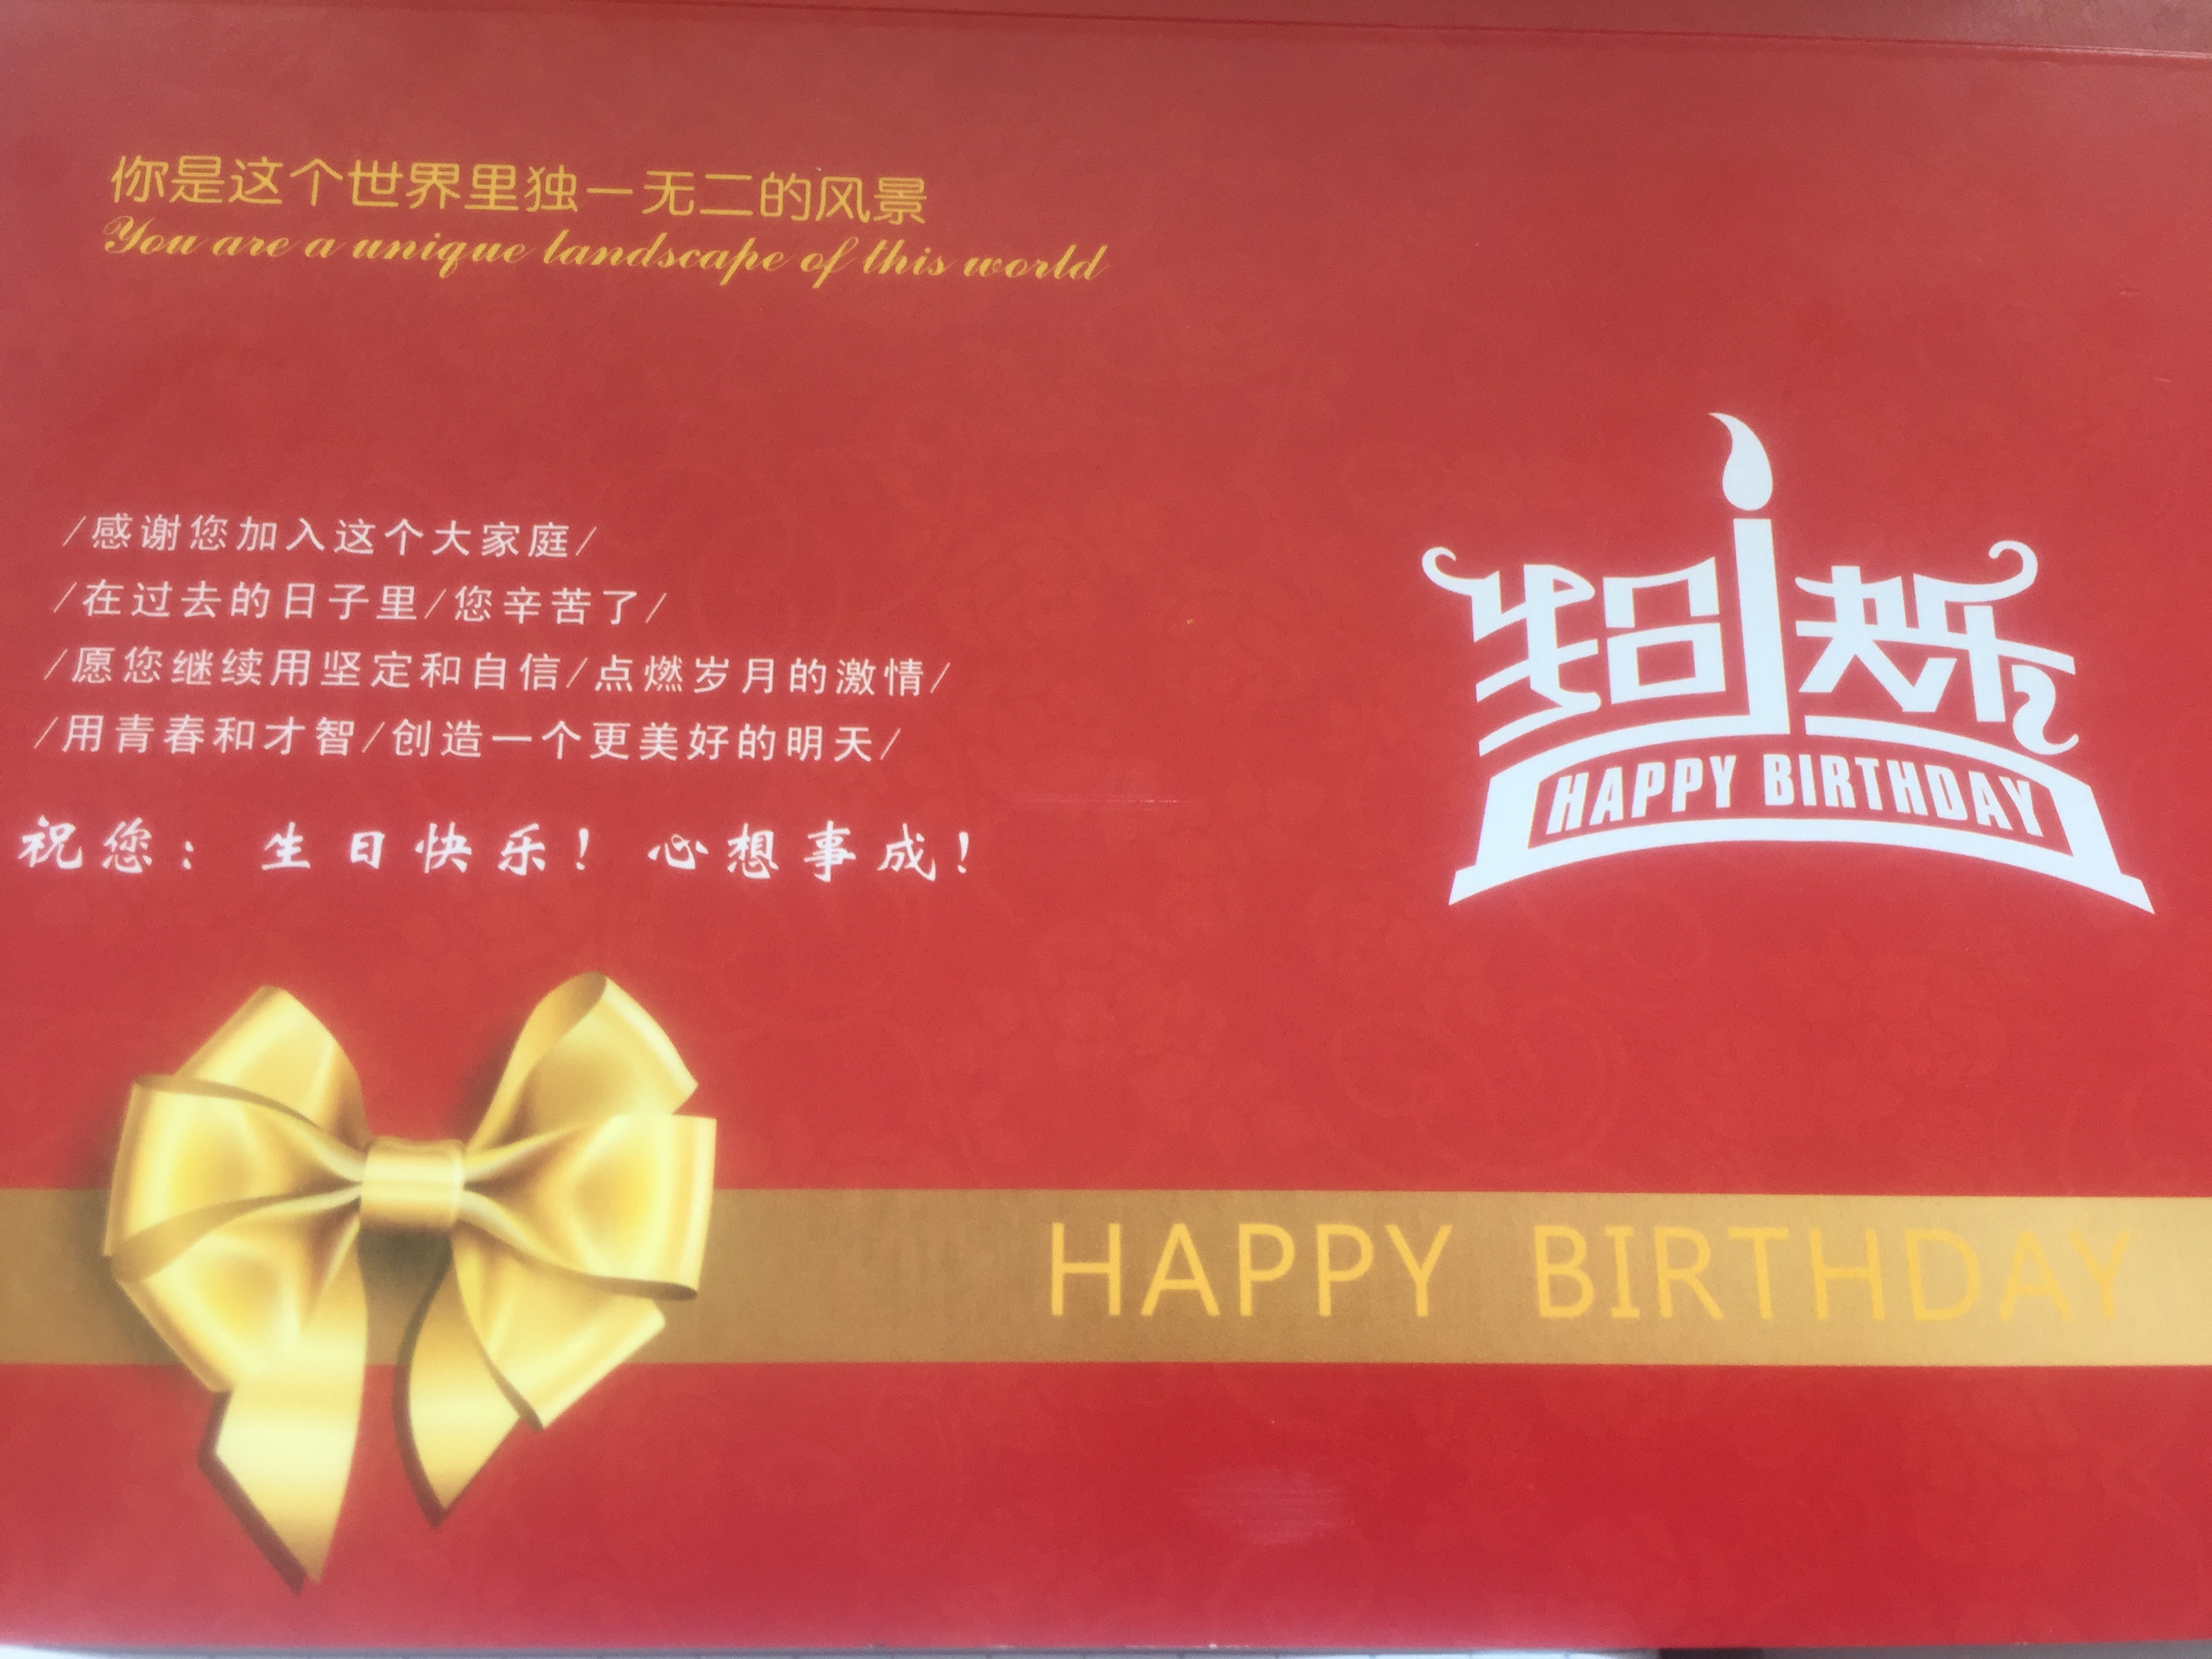 你是这个世界里独一无二的风景
You are a unique landscape of this world
/感谢您加入这个大家庭/
/在过去的日子里/您辛苦了/
/愿您继续用坚定和自信/点燃岁月的激情/
/用青春和才智/创造一个更美好的明天/
祝您：生日快乐！心想事成！
生日快乐
HAPPY BIRTHDAY
HAPPY BIRTHDAY